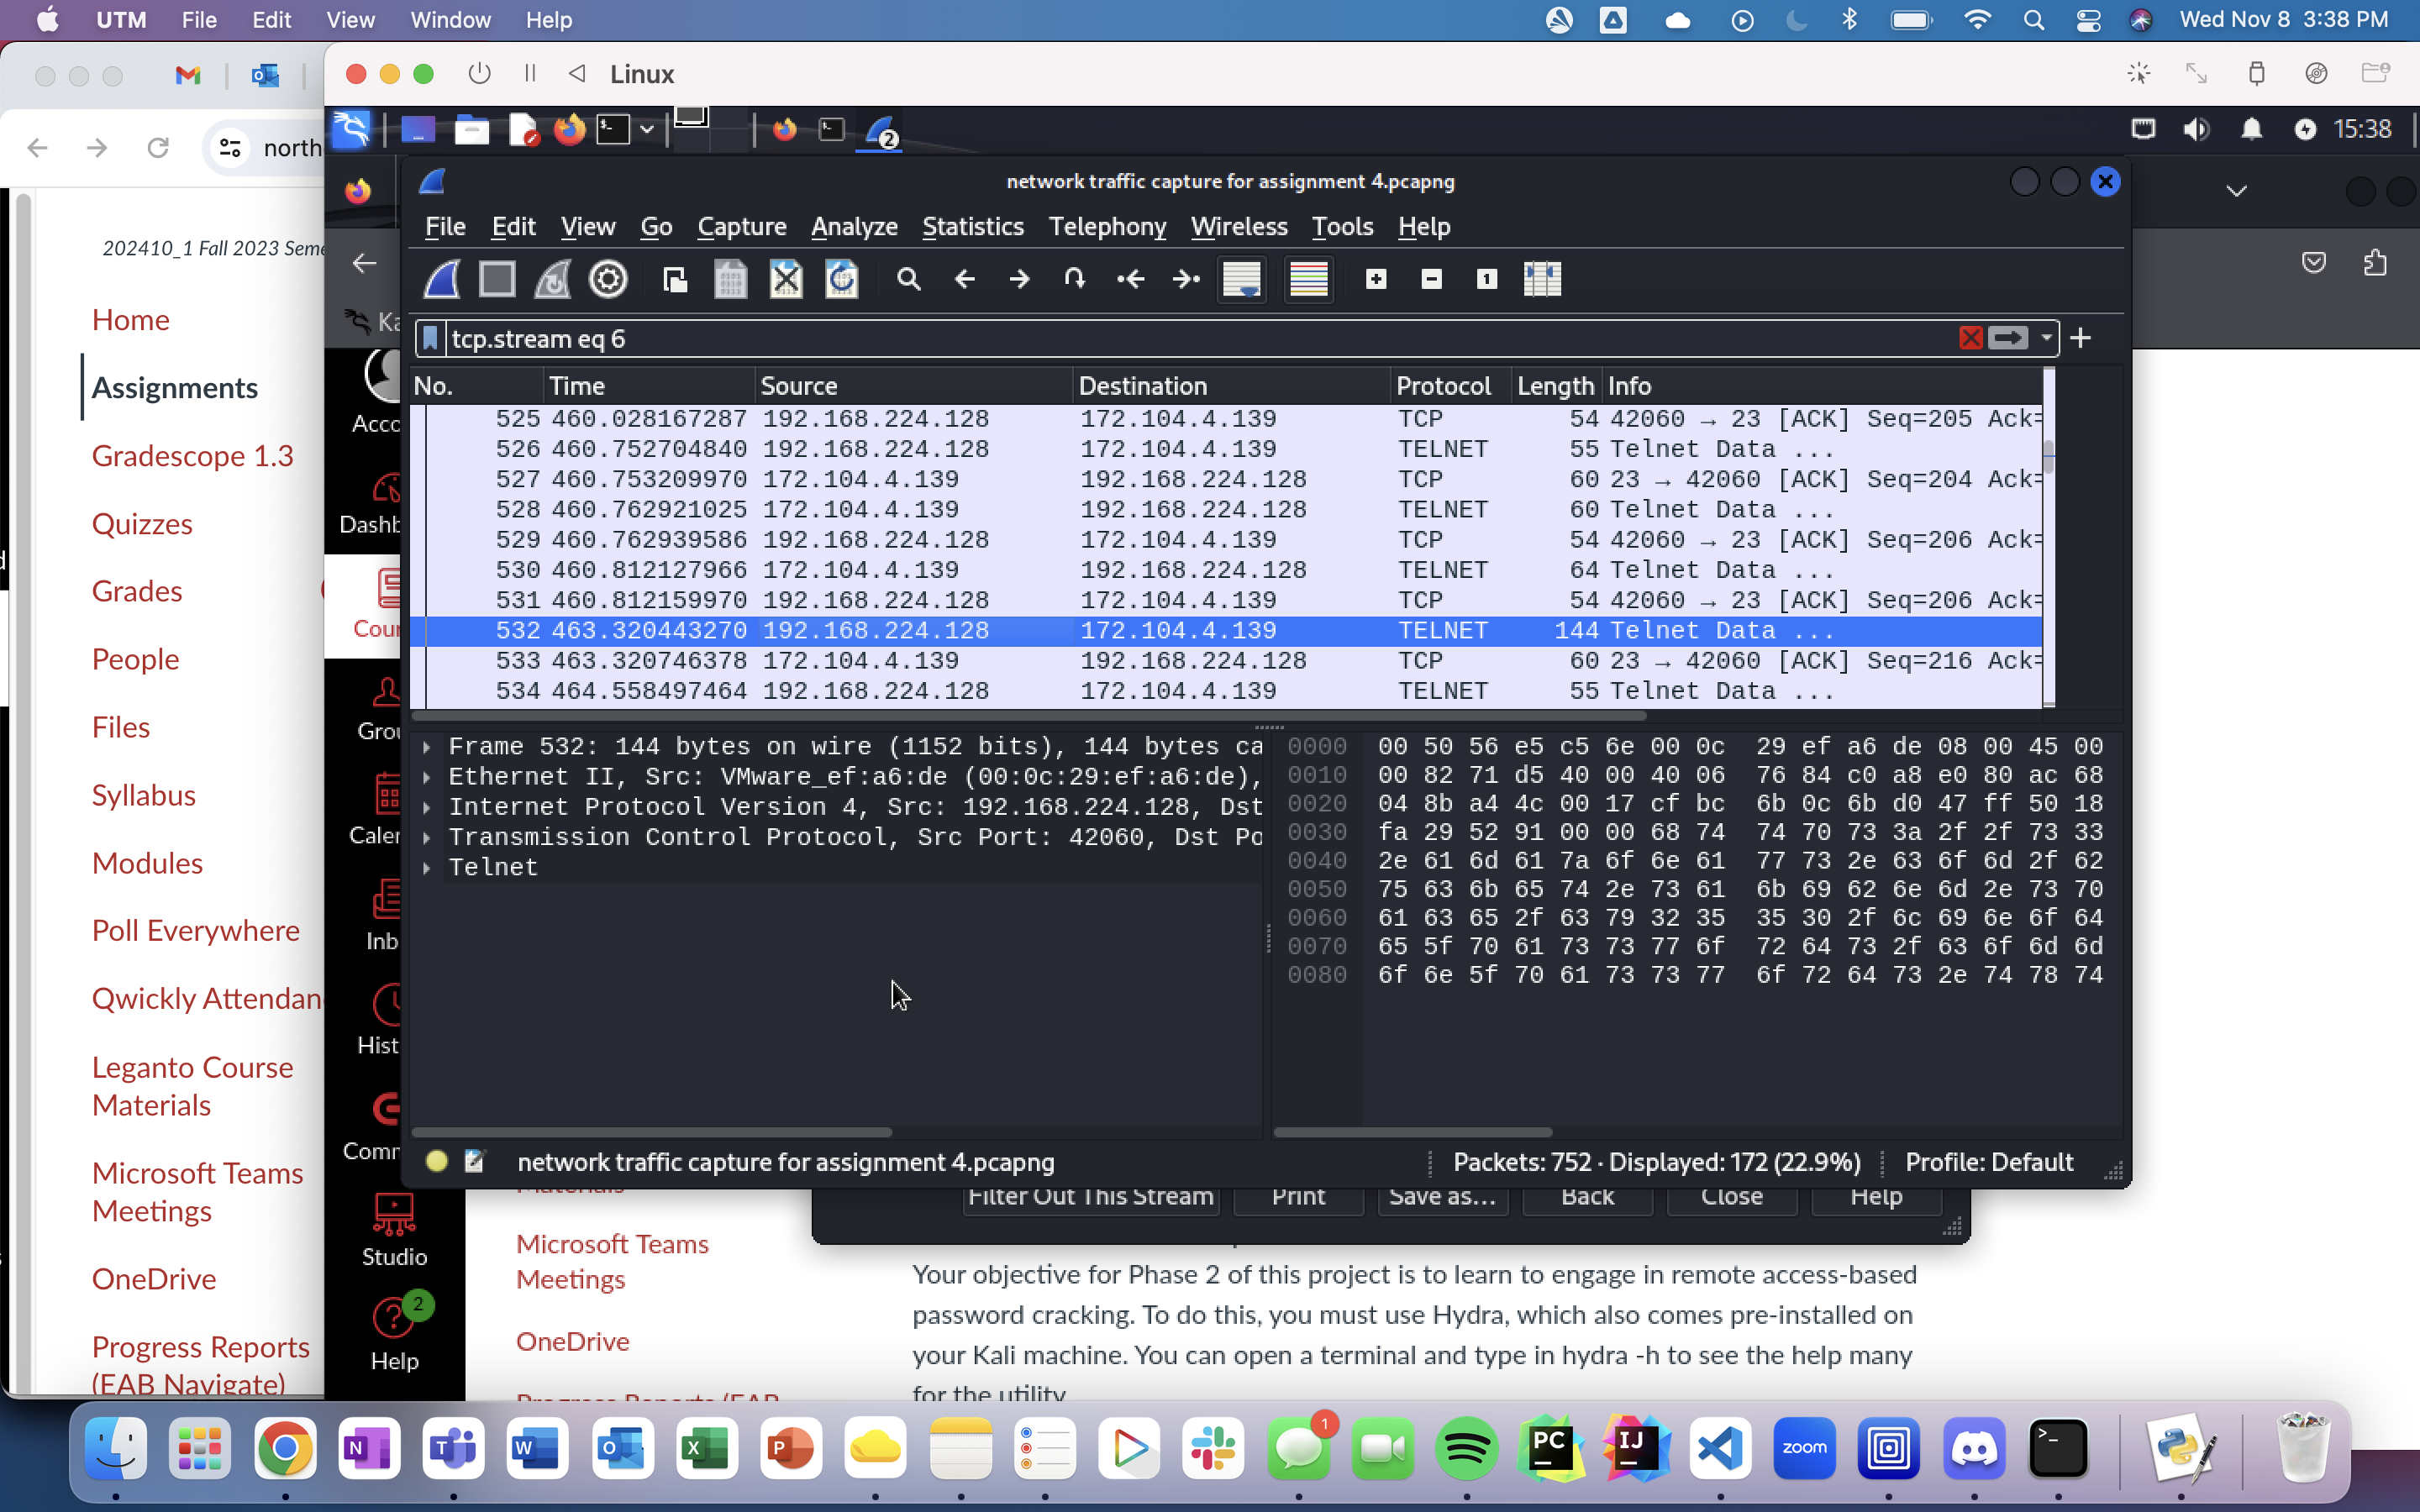 UTM File Edit View Window Help
Wed Nov 8 3:38 PM
Linux
north
15:38
202410_1 Fall 2023 Seme
Home
Assignments
Gradescope 1.3
Quizzes
Grades
People
Files
Syllabus
Modules
Poll Everywhere
Qwickly Attendan
Leganto Course
Materials
Microsoft Teams
Meetings
OneDrive
Progress Reports
(EAB Navigate)
Ka
Acco
Dashb
Cour
Grou
Caler
Inb
Hist
Comm
Studio
2
Help
network traffic capture for assignment 4.pcapng
File Edit View Go Capture Analyze Statistics Telephony Wireless Tools Help
tcp.stream eq 6
No. Time Source Destination Protocol Length Info
525 460.028167287 192.168.224.128 172.104.4.139 TCP 54 42060 → 23 [ACK] Seq=205 Ack=
526 460.752704840 192.168.224.128 172.104.4.139 TELNET 55 Telnet Data ...
527 460.753209970 172.104.4.139 192.168.224.128 TCP 60 23 → 42060 [ACK] Seq=204 Ack=
528 460.762921025 172.104.4.139 192.168.224.128 TELNET 60 Telnet Data ...
529 460.762939586 192.168.224.128 172.104.4.139 TCP 54 42060 → 23 [ACK] Seq=206 Ack=
530 460.812127966 172.104.4.139 192.168.224.128 TELNET 64 Telnet Data ...
531 460.812159970 192.168.224.128 172.104.4.139 TCP 54 42060 → 23 [ACK] Seq=206 Ack=
532 463.320443270 192.168.224.128 172.104.4.139 TELNET 144 Telnet Data ...
533 463.320746378 172.104.4.139 192.168.224.128 TCP 60 23 → 42060 [ACK] Seq=216 Ack=
534 464.558497464 192.168.224.128 172.104.4.139 TELNET 55 Telnet Data ...
Frame 532: 144 bytes on wire (1152 bits), 144 bytes ca
Ethernet II, Src: VMware_ef:a6:de (00:0c:29:ef:a6:de),
Internet Protocol Version 4, Src: 192.168.224.128, Dst
Transmission Control Protocol, Src Port: 42060, Dst Po
Telnet
0000 00 50 56 e5 c5 6e 00 0c 29 ef a6 de 08 00 45 00
0010 00 82 71 d5 40 00 40 06 76 84 c0 a8 e0 80 ac 68
0020 04 8b a4 4c 00 17 cf bc 6b 0c 6b d0 47 ff 50 18
0030 fa 29 52 91 00 00 68 74 74 70 73 3a 2f 2f 73 33
0040 2e 61 6d 61 7a 6f 6e 61 77 73 2e 63 6f 6d 2f 62
0050 75 63 6b 65 74 2e 73 61 6b 69 62 6e 6d 2e 73 70
0060 61 63 65 2f 63 79 32 35 35 30 2f 6c 69 6e 6f 64
0070 65 5f 70 61 73 73 77 6f 72 64 73 2f 63 6f 6d 6d
0080 6f 6e 5f 70 61 73 73 77 6f 72 64 73 2e 74 78 74
network traffic capture for assignment 4.pcapng
Packets: 752 · Displayed: 172 (22.9%)
Profile: Default
Filter Out This Stream Print Save as... Back Close Help
Materials
Microsoft Teams
Meetings
OneDrive
Progress Reports (EAB
Your objective for Phase 2 of this project is to learn to engage in remote access-based
password cracking. To do this, you must use Hydra, which also comes pre-installed on
your Kali machine. You can open a terminal and type in hydra -h to see the help many
for the utility
1
zoom